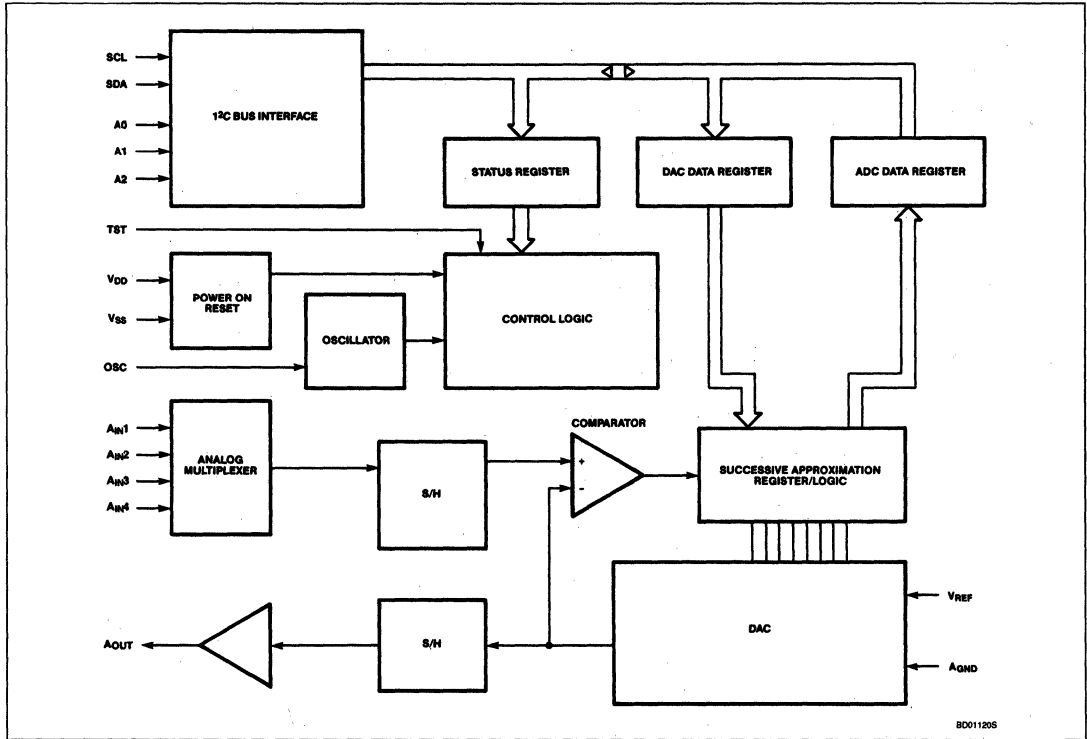 SCL
SDA
A0
A1
A2
I²C BUS INTERFACE
STATUS REGISTER
DAC DATA REGISTER
ADC DATA REGISTER
TST
VDD
VSS
POWER ON
RESET
OSC
OSCILLATOR
CONTROL LOGIC
AIN1
AIN2
AIN3
AIN4
ANALOG
MULTIPLEXER
S/H
COMPARATOR
+
-
SUCCESSIVE APPROXIMATION
REGISTER/LOGIC
AOUT
S/H
DAC
VREF
AGND
BD01120S